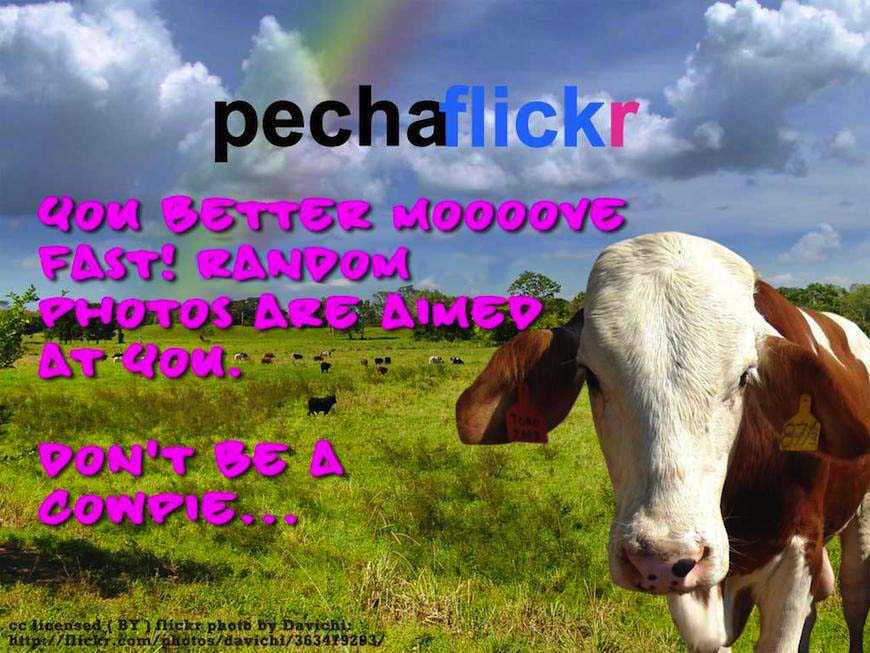 pechaflickr
You better moooove
fast! Random
photos are aimed
at you.
Don't be a
cowpie...
cc licensed ( BY ) flickr photo by Davichi: